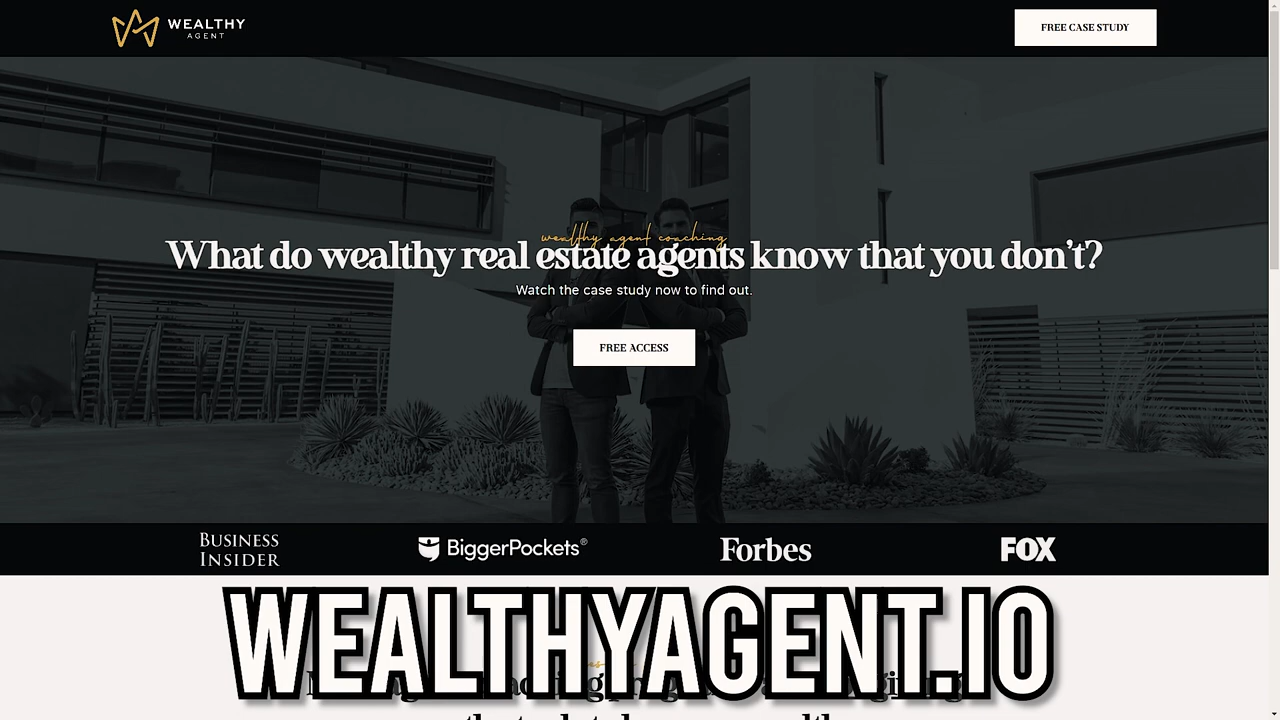 WEALTHY
AGENT
FREE CASE STUDY
wealthy agent coaching
What do wealthy real estate agents know that you don't?
Watch the case study now to find out.
FREE ACCESS
BUSINESS
INSIDER
BiggerPockets®
Forbes
FOX
WEALTHYAGENT.IO